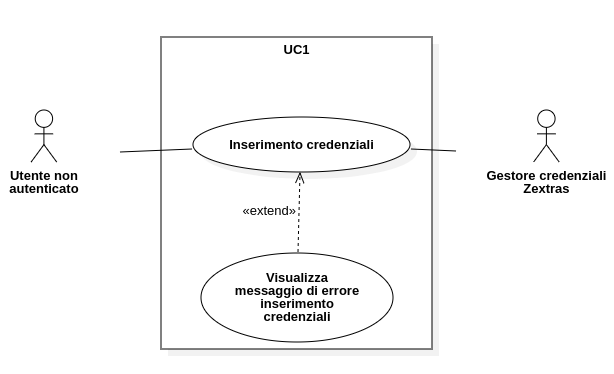 UC1
Inserimento credenziali
Utente non
autenticato
Gestore credenziali
Zextras
«extend»
Visualizza
messaggio di errore
inserimento
credenziali